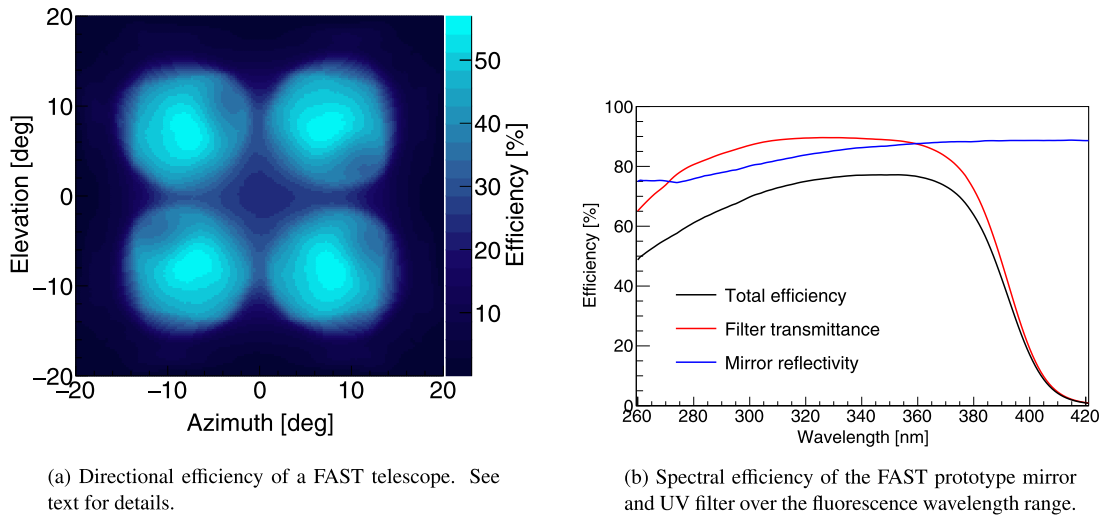 20
10
0
−10
−20
−20
−10
0
10
20
Elevation [deg]
Azimuth [deg]
50
40
30
20
10
Efficiency [%]
(a) Directional efficiency of a FAST telescope. See
text for details.
100
80
60
40
20
0
260
280
300
320
340
360
380
400
420
Efficiency [%]
Wavelength [nm]
Total efficiency
Filter transmittance
Mirror reflectivity
(b) Spectral efficiency of the FAST prototype mirror
and UV filter over the fluorescence wavelength range.